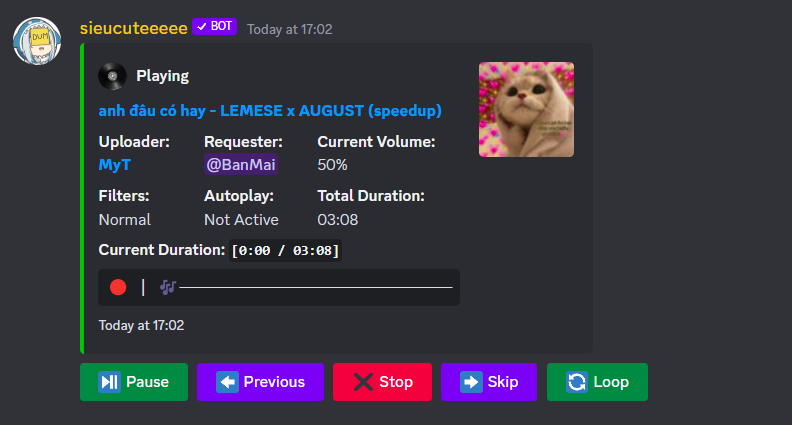 sieucuteeeee ✓ BOT Today at 17:02
Playing
anh đâu có hay - LEMESE x AUGUST (speedup)
Uploader: Requester: Current Volume:
MyT @BanMai 50%
Filters: Autoplay: Total Duration:
Normal Not Active 03:08
Current Duration: [0:00 / 03:08]
Today at 17:02
Pause Previous Stop Skip Loop